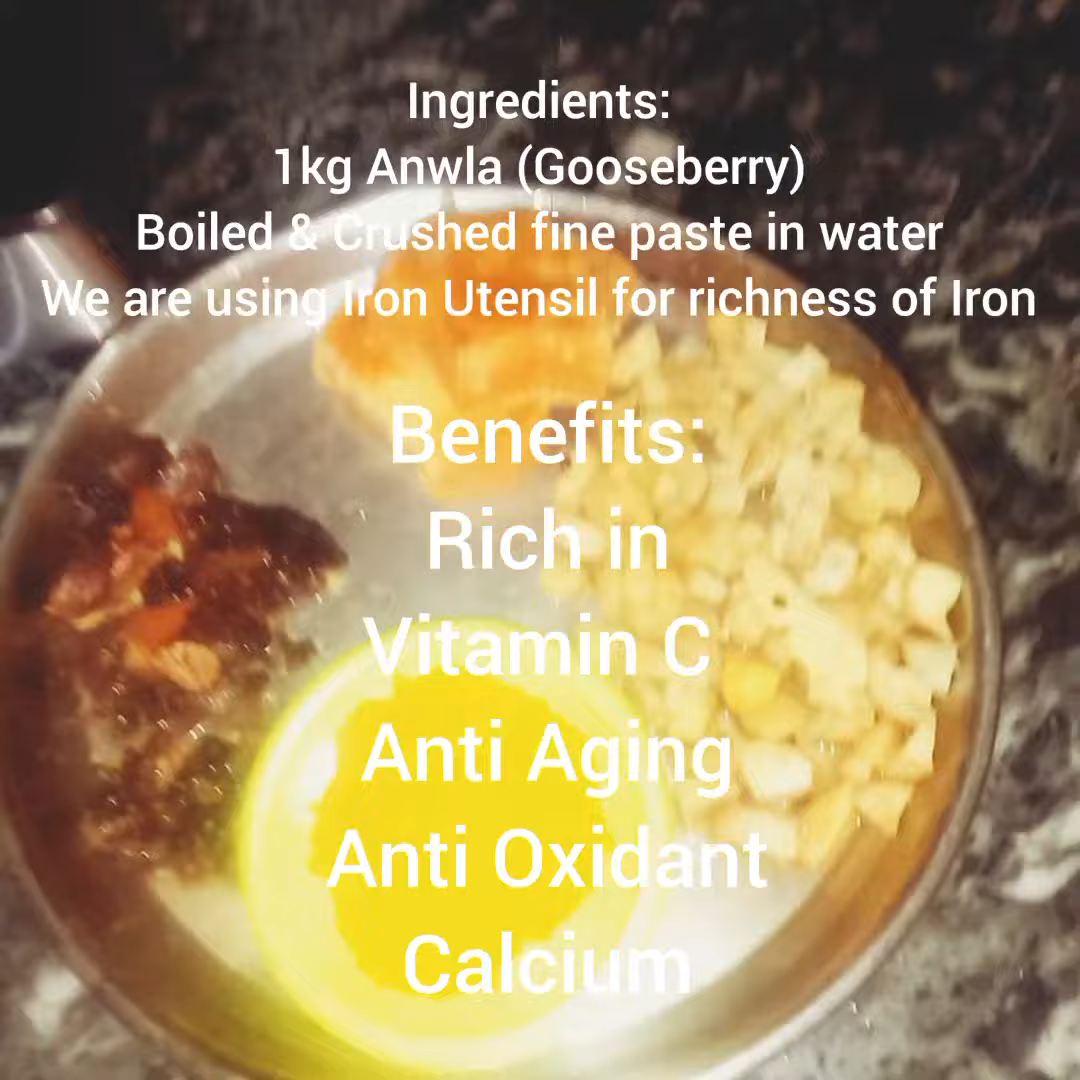 Ingredients:
1kg Anwla (Gooseberry)
Boiled & Crushed fine paste in water
We are using Iron Utensil for richness of Iron
Benefits:
Rich in
Vitamin C
Anti Aging
Anti Oxidant
Calcium